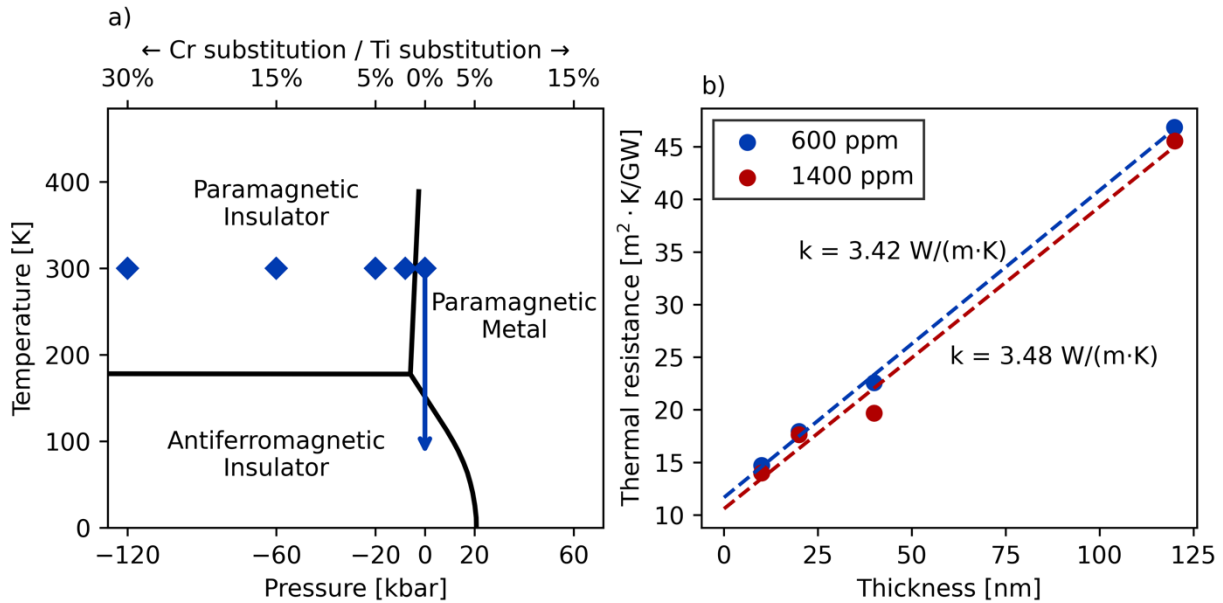 a)
← Cr substitution / Ti substitution →
30% 15% 5% 0% 5% 15%
400
300
200
100
0
Temperature [K]
Paramagnetic
Insulator
Paramagnetic
Metal
Antiferromagnetic
Insulator
−120 −60 −20 0 20 60
Pressure [kbar]
b)
600 ppm
1400 ppm
45
40
35
30
25
20
15
10
Thermal resistance [m² · K/GW]
k = 3.42 W/(m·K)
k = 3.48 W/(m·K)
0 25 50 75 100 125
Thickness [nm]